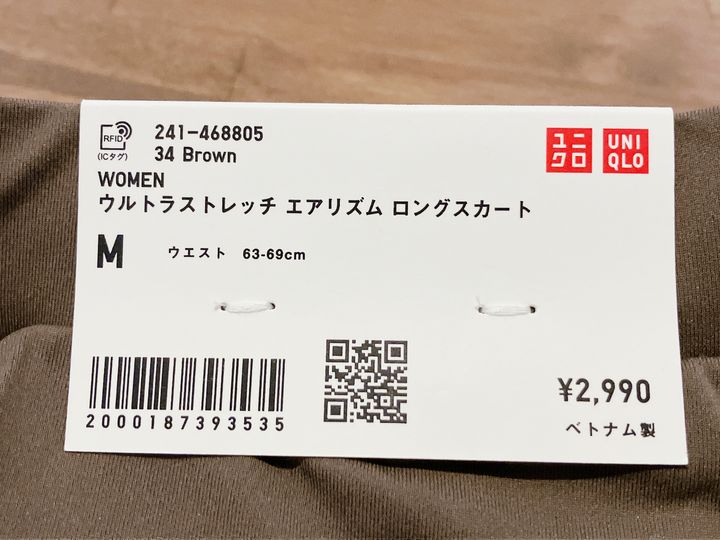 RFID
(ICタグ)
241-468805
34 Brown
ユニ
クロ
UNI
QLO
WOMEN
ウルトラストレッチ エアリズム ロングスカート
M ウエスト 63-69cm
2000187393535
¥2,990
ベトナム製